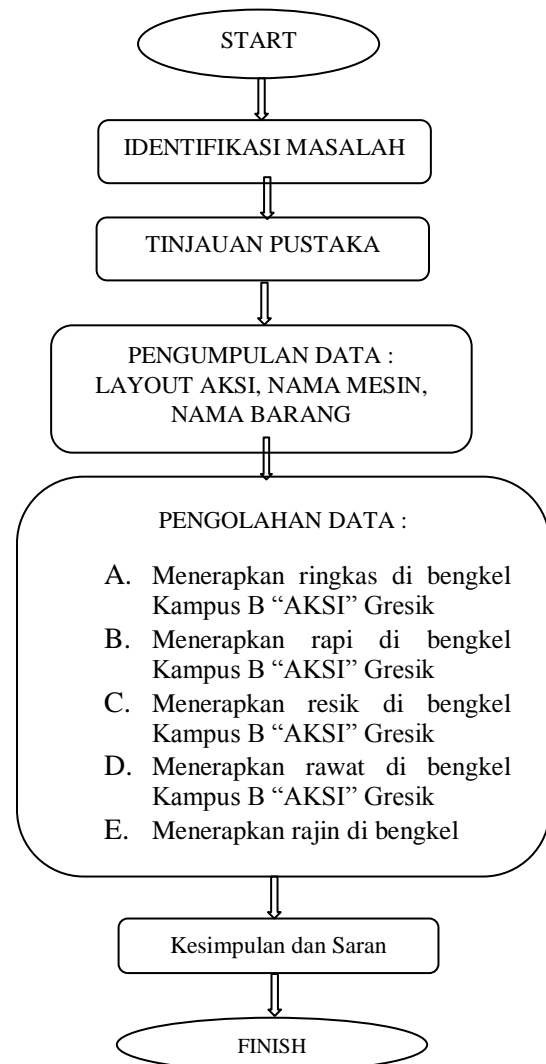 START
IDENTIFIKASI MASALAH
TINJAUAN PUSTAKA
PENGUMPULAN DATA :
LAYOUT AKSI, NAMA MESIN,
NAMA BARANG
PENGOLAHAN DATA :
A. Menerapkan ringkas di bengkel
Kampus B “AKSI” Gresik
B. Menerapkan rapi di bengkel
Kampus B “AKSI” Gresik
C. Menerapkan resik di bengkel
Kampus B “AKSI” Gresik
D. Menerapkan rawat di bengkel
Kampus B “AKSI” Gresik
E. Menerapkan rajin di bengkel
Kesimpulan dan Saran
FINISH